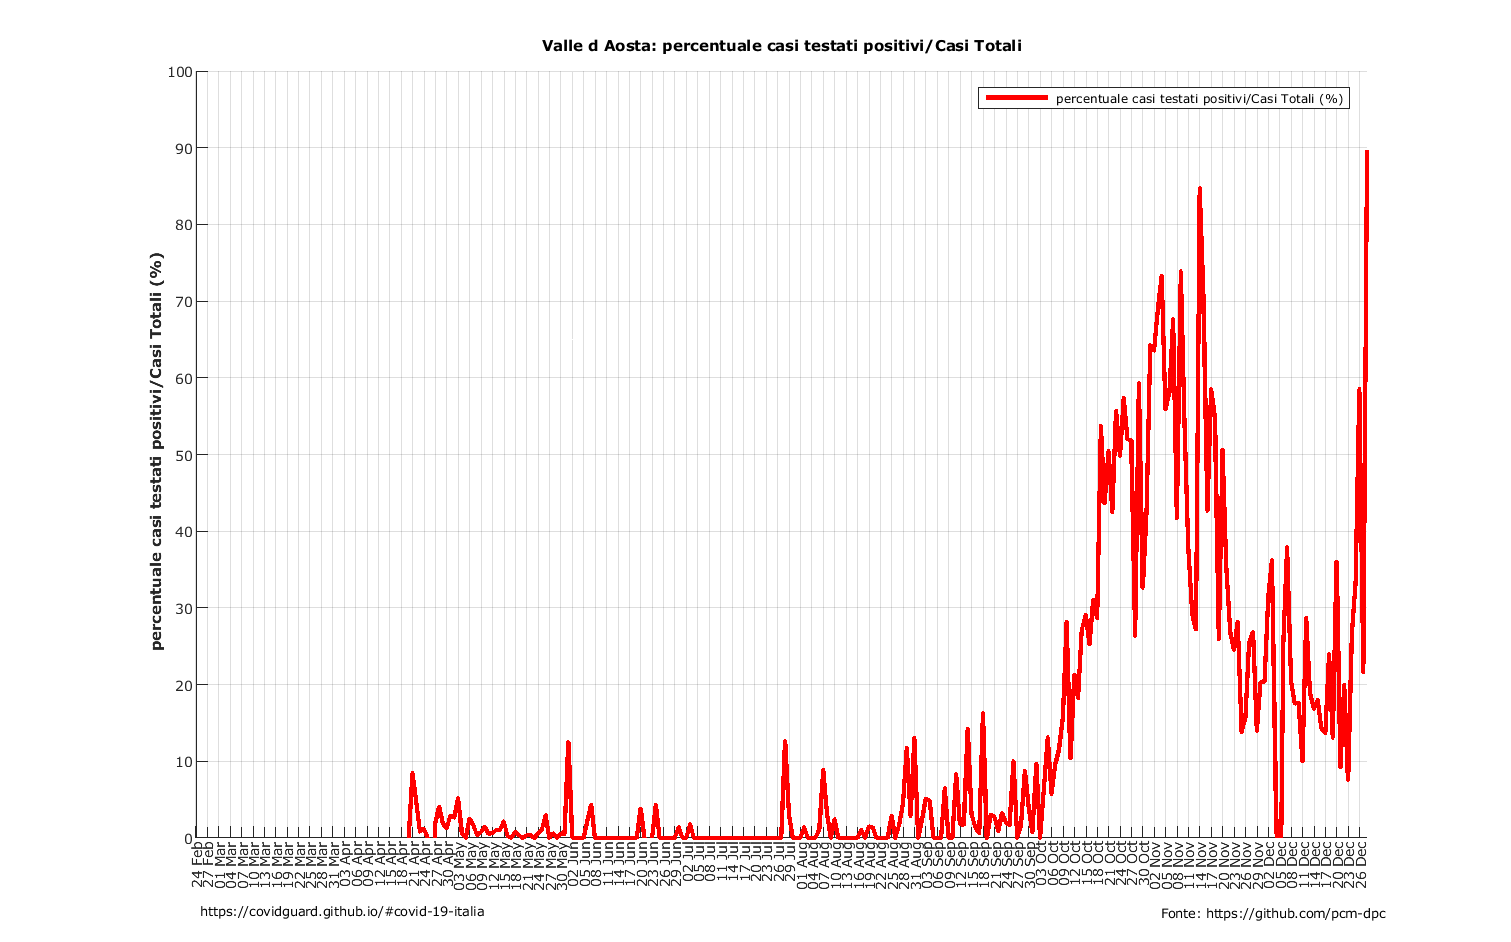 Valle d Aosta: percentuale casi testati positivi/Casi Totali
percentuale casi testati positivi/Casi Totali (%)
percentuale casi testati positivi/Casi Totali (%)
100
90
80
70
60
50
40
30
20
10
0
24 Feb
27 Feb
01 Mar
04 Mar
07 Mar
10 Mar
13 Mar
16 Mar
19 Mar
22 Mar
25 Mar
28 Mar
31 Mar
03 Apr
06 Apr
09 Apr
12 Apr
15 Apr
18 Apr
21 Apr
24 Apr
27 Apr
30 Apr
03 May
06 May
09 May
12 May
15 May
18 May
21 May
24 May
27 May
30 May
02 Jun
05 Jun
08 Jun
11 Jun
14 Jun
17 Jun
20 Jun
23 Jun
26 Jun
29 Jun
02 Jul
05 Jul
08 Jul
11 Jul
14 Jul
17 Jul
20 Jul
23 Jul
26 Jul
29 Jul
01 Aug
04 Aug
07 Aug
10 Aug
13 Aug
16 Aug
19 Aug
22 Aug
25 Aug
28 Aug
31 Aug
03 Sep
06 Sep
09 Sep
12 Sep
15 Sep
18 Sep
21 Sep
24 Sep
27 Sep
30 Sep
03 Oct
06 Oct
09 Oct
12 Oct
15 Oct
18 Oct
21 Oct
24 Oct
27 Oct
30 Oct
02 Nov
05 Nov
08 Nov
11 Nov
14 Nov
17 Nov
20 Nov
23 Nov
26 Nov
29 Nov
02 Dec
05 Dec
08 Dec
11 Dec
14 Dec
17 Dec
20 Dec
23 Dec
26 Dec
https://covidguard.github.io/#covid-19-italia
Fonte: https://github.com/pcm-dpc